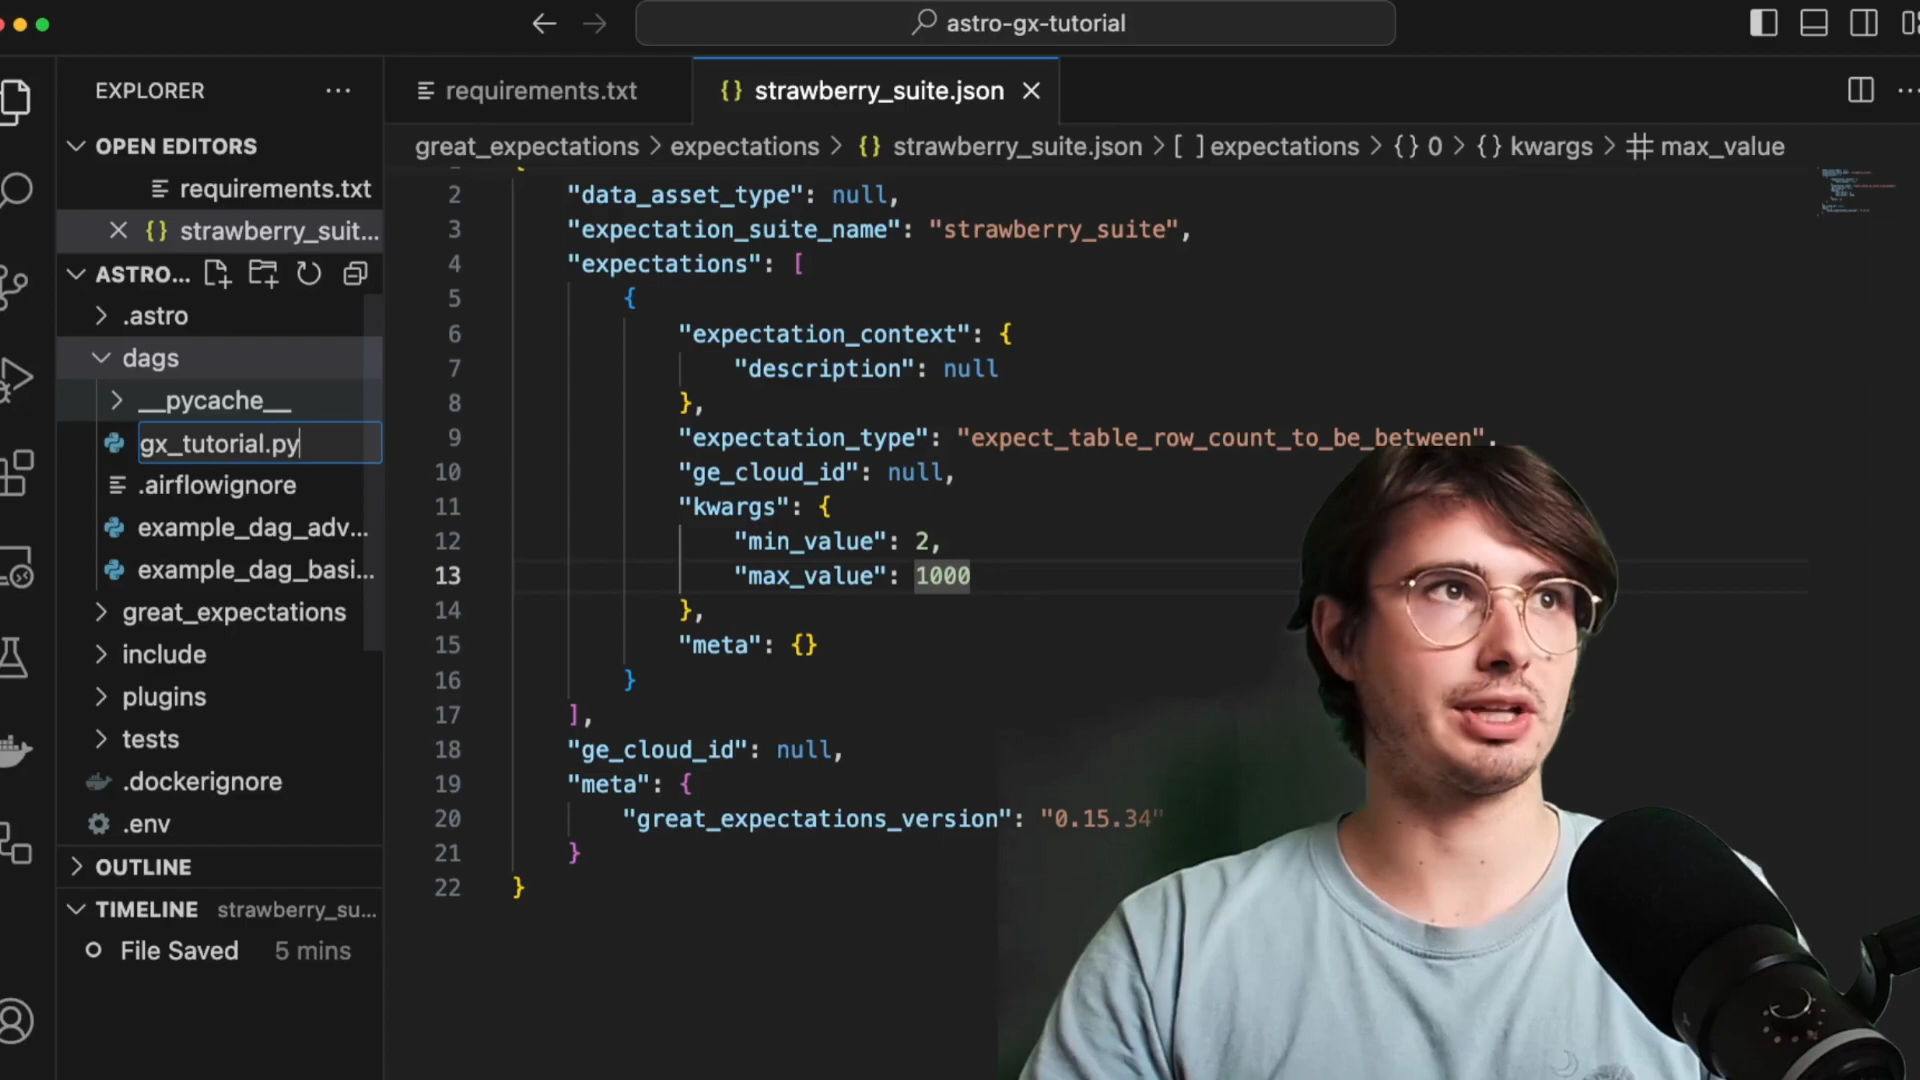 astro-gx-tutorial
EXPLORER
requirements.txt
strawberry_suite.json
OPEN EDITORS
requirements.txt
strawberry_suit...
great_expectations > expectations > {} strawberry_suite.json > [ ] expectations > {} 0 > {} kwargs > # max_value
ASTRO...
.astro
dags
__pycache__
gx_tutorial.py
.airflowignore
example_dag_adv...
example_dag_basi...
great_expectations
include
plugins
tests
.dockerignore
.env
OUTLINE
TIMELINE strawberry_su...
File Saved 5 mins
2 "data_asset_type": null,
3 "expectation_suite_name": "strawberry_suite",
4 "expectations": [
5 {
6 "expectation_context": {
7 "description": null
8 },
9 "expectation_type": "expect_table_row_count_to_be_between",
10 "ge_cloud_id": null,
11 "kwargs": {
12 "min_value": 2,
13 "max_value": 1000
14 },
15 "meta": {}
16 }
17 ],
18 "ge_cloud_id": null,
19 "meta": {
20 "great_expectations_version": "0.15.34"
21 }
22 }